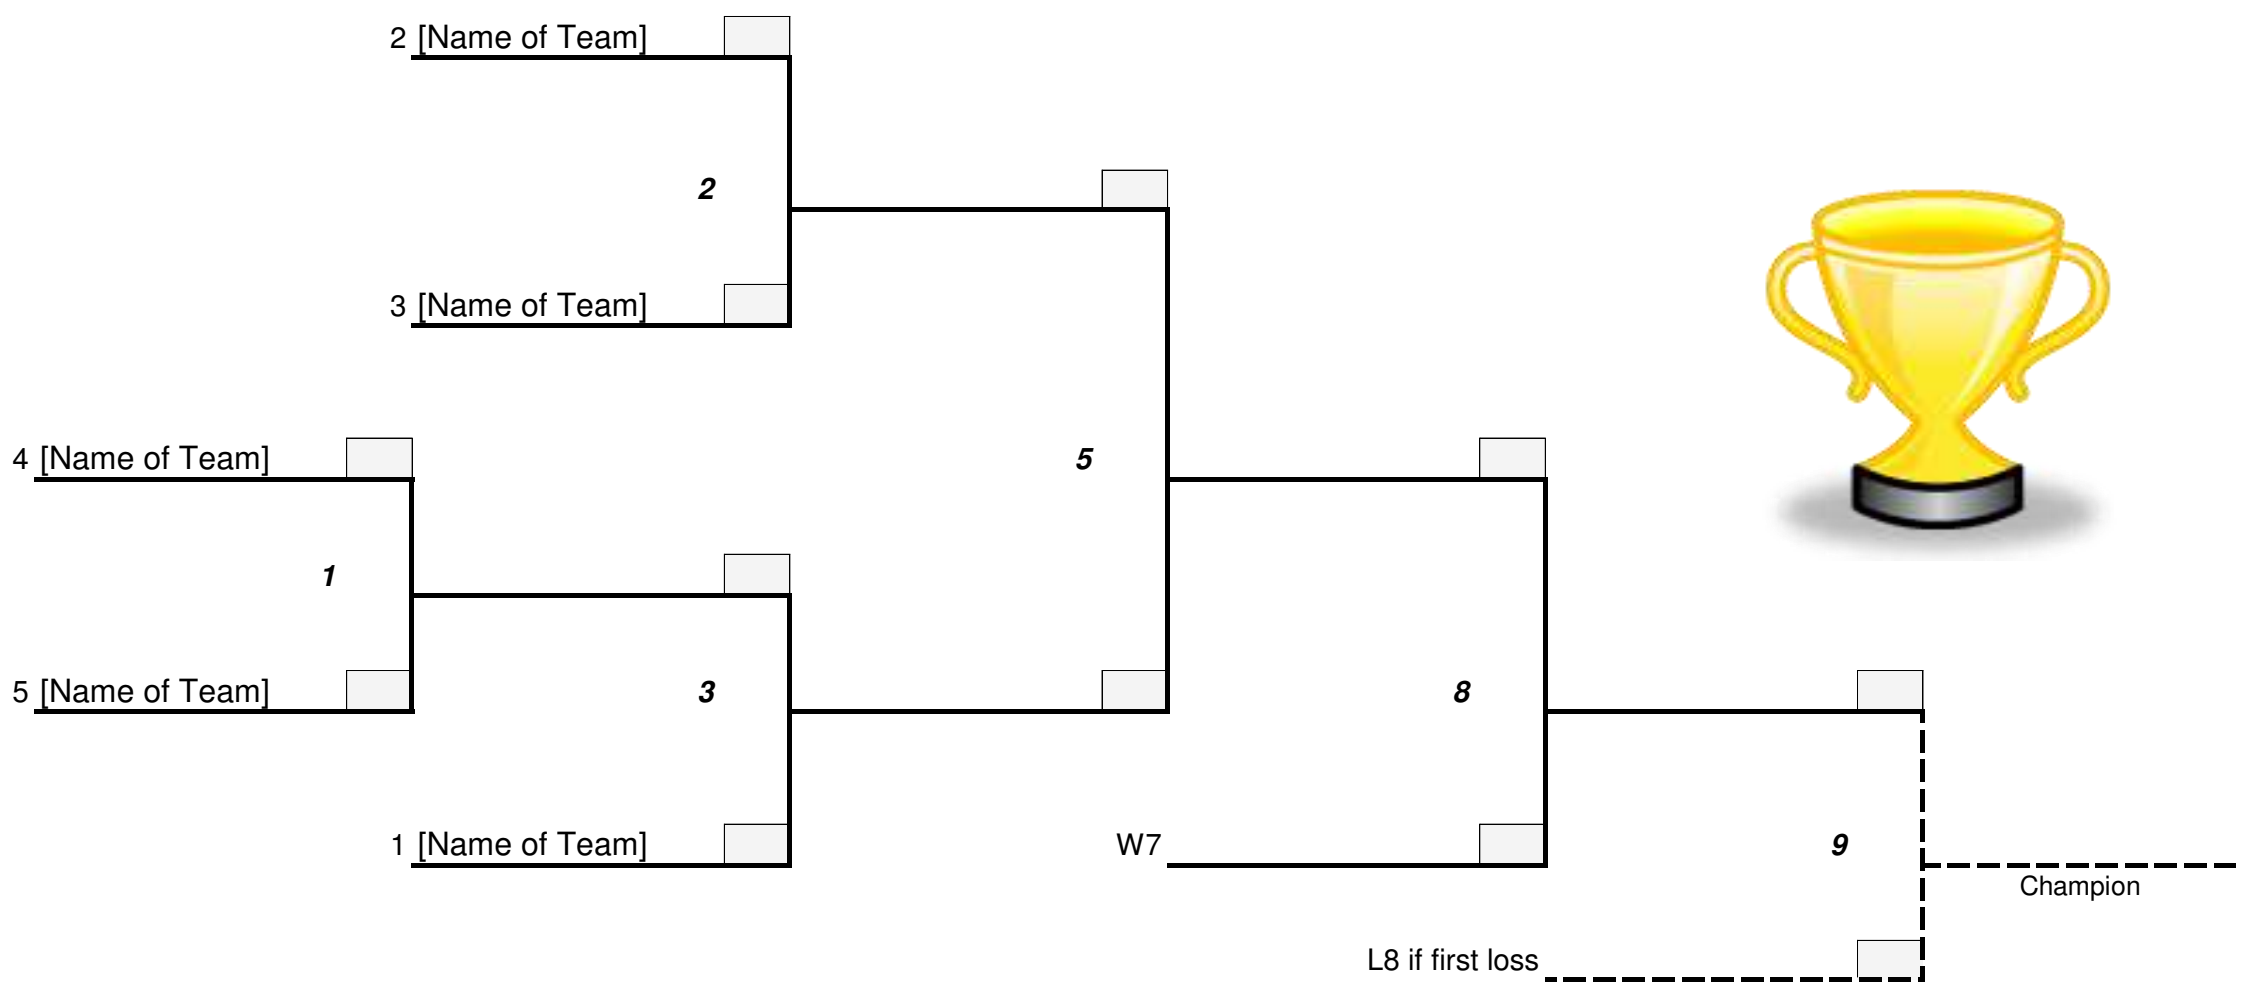 2 [Name of Team]
2
3 [Name of Team]
4 [Name of Team]
5
1
5 [Name of Team]
3
8
1 [Name of Team]
W7
9
Champion
L8 if first loss